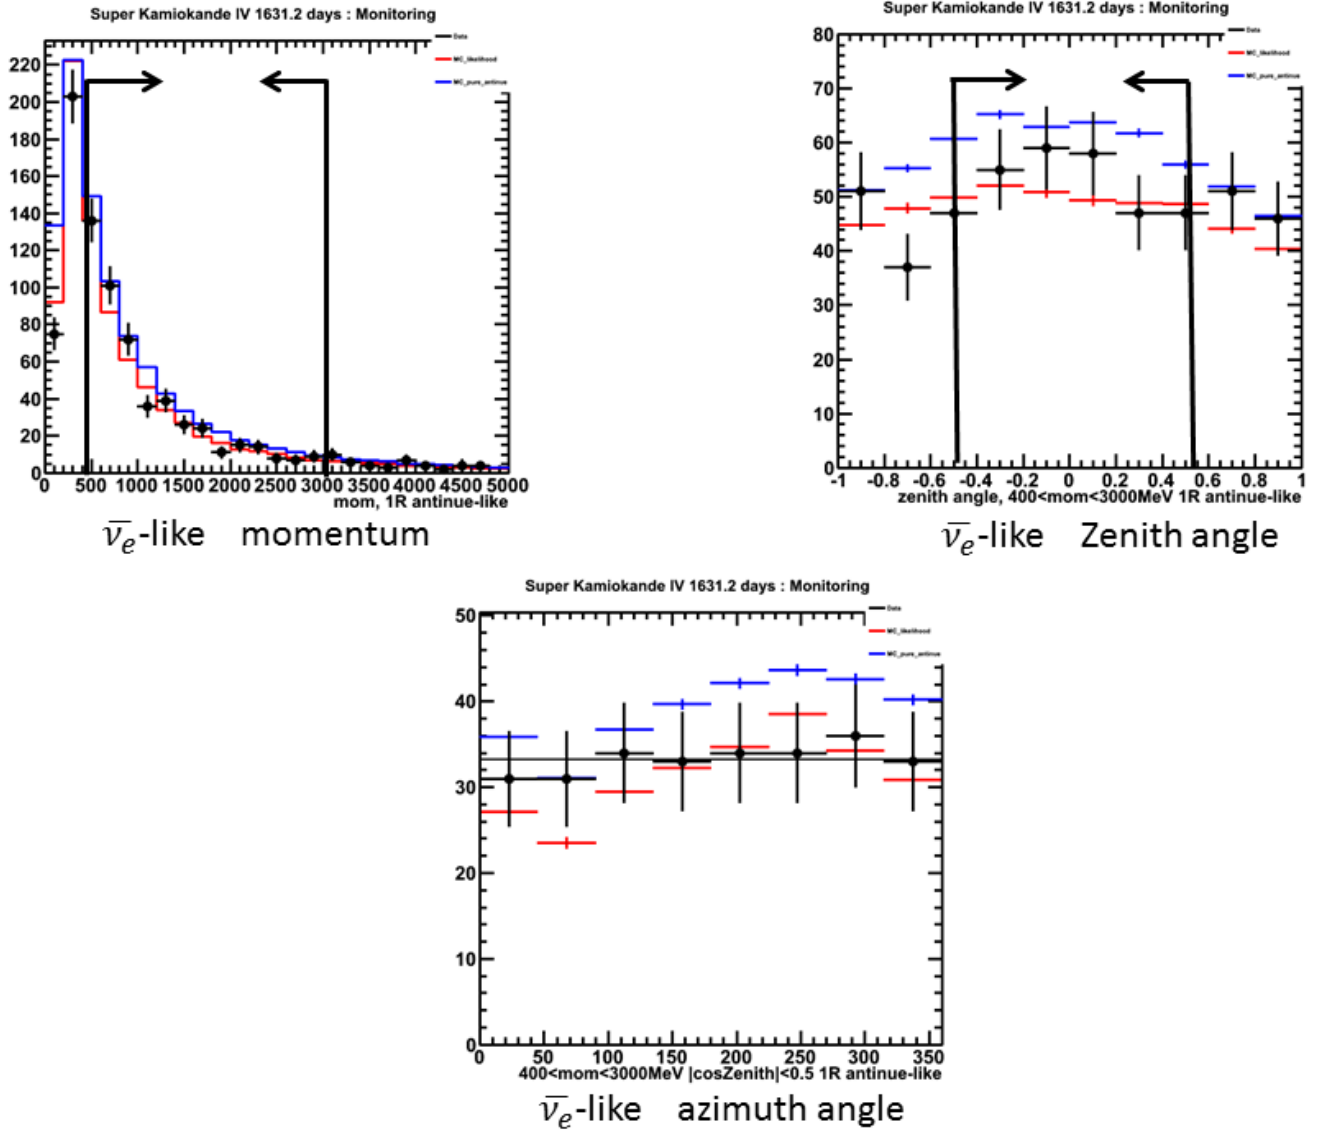 Super Kamiokande IV 1631.2 days : Monitoring
Data
MC_likelihood
MC_pure_antinue
220
200
180
160
140
120
100
80
60
40
20
0
0 500 1000 1500 2000 2500 3000 3500 4000 4500 5000
mom, 1R antinue-like
ν̅e-like momentum
Super Kamiokande IV 1631.2 days : Monitoring
Data
MC_likelihood
MC_pure_antinue
80
70
60
50
40
30
20
10
0
-1 -0.8 -0.6 -0.4 -0.2 0 0.2 0.4 0.6 0.8 1
zenith angle, 400<mom<3000MeV 1R antinue-like
ν̅e-like Zenith angle
Super Kamiokande IV 1631.2 days : Monitoring
Data
MC_likelihood
MC_pure_antinue
50
40
30
20
10
0
0 50 100 150 200 250 300 350
400<mom<3000MeV |cosZenith|<0.5 1R antinue-like
ν̅e-like azimuth angle